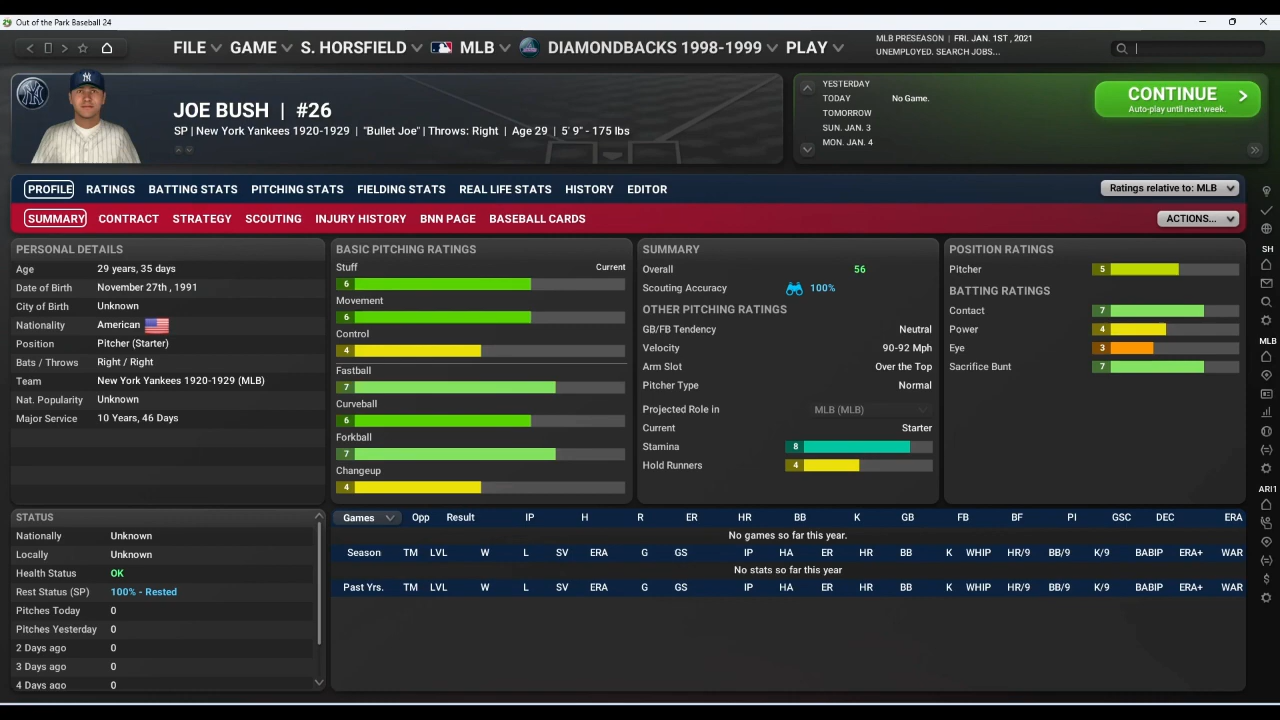 Out of the Park Baseball 24
FILE GAME S. HORSFIELD MLB DIAMONDBACKS 1998-1999 PLAY
MLB PRESEASON | FRI. JAN. 1ST , 2021
UNEMPLOYED. SEARCH JOBS...
JOE BUSH | #26
SP | New York Yankees 1920-1929 | "Bullet Joe" | Throws: Right | Age 29 | 5' 9" - 175 lbs
YESTERDAY
TODAY No Game.
TOMORROW
SUN. JAN. 3
MON. JAN. 4
CONTINUE
Auto-play until next week.
PROFILE RATINGS BATTING STATS PITCHING STATS FIELDING STATS REAL LIFE STATS HISTORY EDITOR
Ratings relative to: MLB
SUMMARY CONTRACT STRATEGY SCOUTING INJURY HISTORY BNN PAGE BASEBALL CARDS
ACTIONS...
PERSONAL DETAILS
Age 29 years, 35 days
Date of Birth November 27th , 1991
City of Birth Unknown
Nationality American
Position Pitcher (Starter)
Bats / Throws Right / Right
Team New York Yankees 1920-1929 (MLB)
Nat. Popularity Unknown
Major Service 10 Years, 46 Days
BASIC PITCHING RATINGS
Stuff Current
6
Movement
6
Control
4
Fastball
7
Curveball
6
Forkball
7
Changeup
4
SUMMARY
Overall 56
Scouting Accuracy 100%
OTHER PITCHING RATINGS
GB/FB Tendency Neutral
Velocity 90-92 Mph
Arm Slot Over the Top
Pitcher Type Normal
Projected Role in MLB (MLB)
Current Starter
Stamina 8
Hold Runners 4
POSITION RATINGS
Pitcher 5
BATTING RATINGS
Contact 7
Power 4
Eye 3
Sacrifice Bunt 7
SH
MLB
ARI1
STATUS
Nationally Unknown
Locally Unknown
Health Status OK
Rest Status (SP) 100% - Rested
Pitches Today 0
Pitches Yesterday 0
2 Days ago 0
3 Days ago 0
4 Days ago 0
Games Opp Result IP H R ER HR BB K GB FB BF PI GSC DEC ERA
No games so far this year.
Season TM LVL W L SV ERA G GS IP HA ER HR BB K WHIP HR/9 BB/9 K/9 BABIP ERA+ WAR
No stats so far this year
Past Yrs. TM LVL W L SV ERA G GS IP HA ER HR BB K WHIP HR/9 BB/9 K/9 BABIP ERA+ WAR